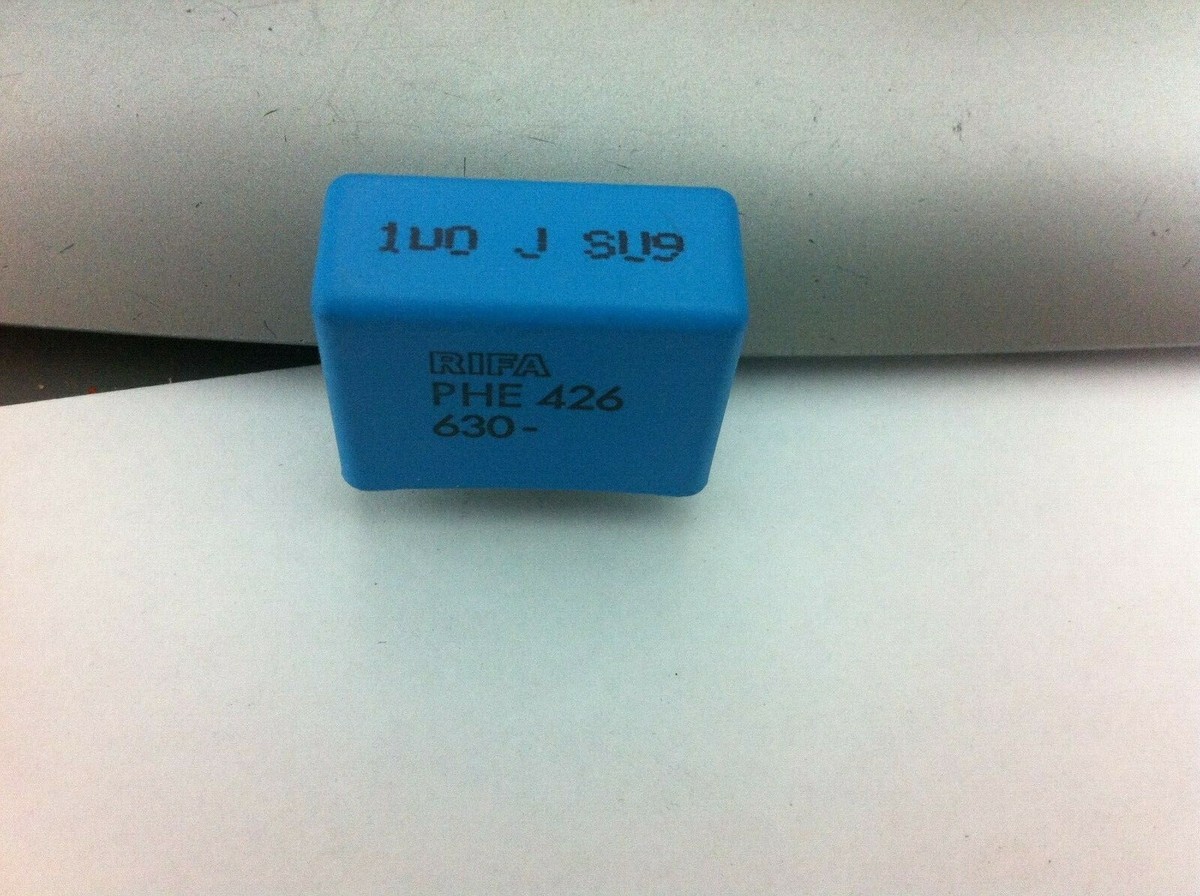 1u0 J SU9
RIFA
PHE 426
630-